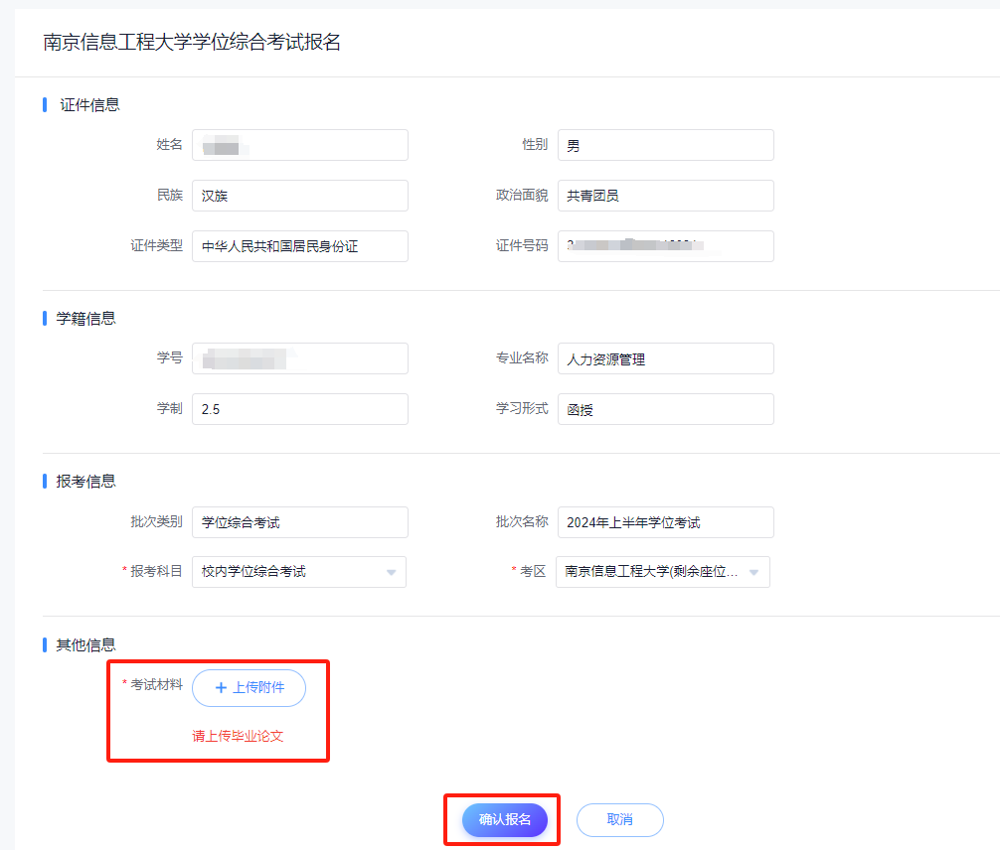 南京信息工程大学学位综合考试报名
证件信息
姓名 性别 男
民族 汉族 政治面貌 共青团员
证件类型 中华人民共和国居民身份证 证件号码
学籍信息
学号 专业名称 人力资源管理
学制 2.5 学习形式 函授
报考信息
批次类别 学位综合考试 批次名称 2024年上半年学位考试
* 报考科目 校内学位综合考试 * 考区 南京信息工程大学(剩余座位...
其他信息
* 考试材料 + 上传附件
请上传毕业论文
确认报名 取消